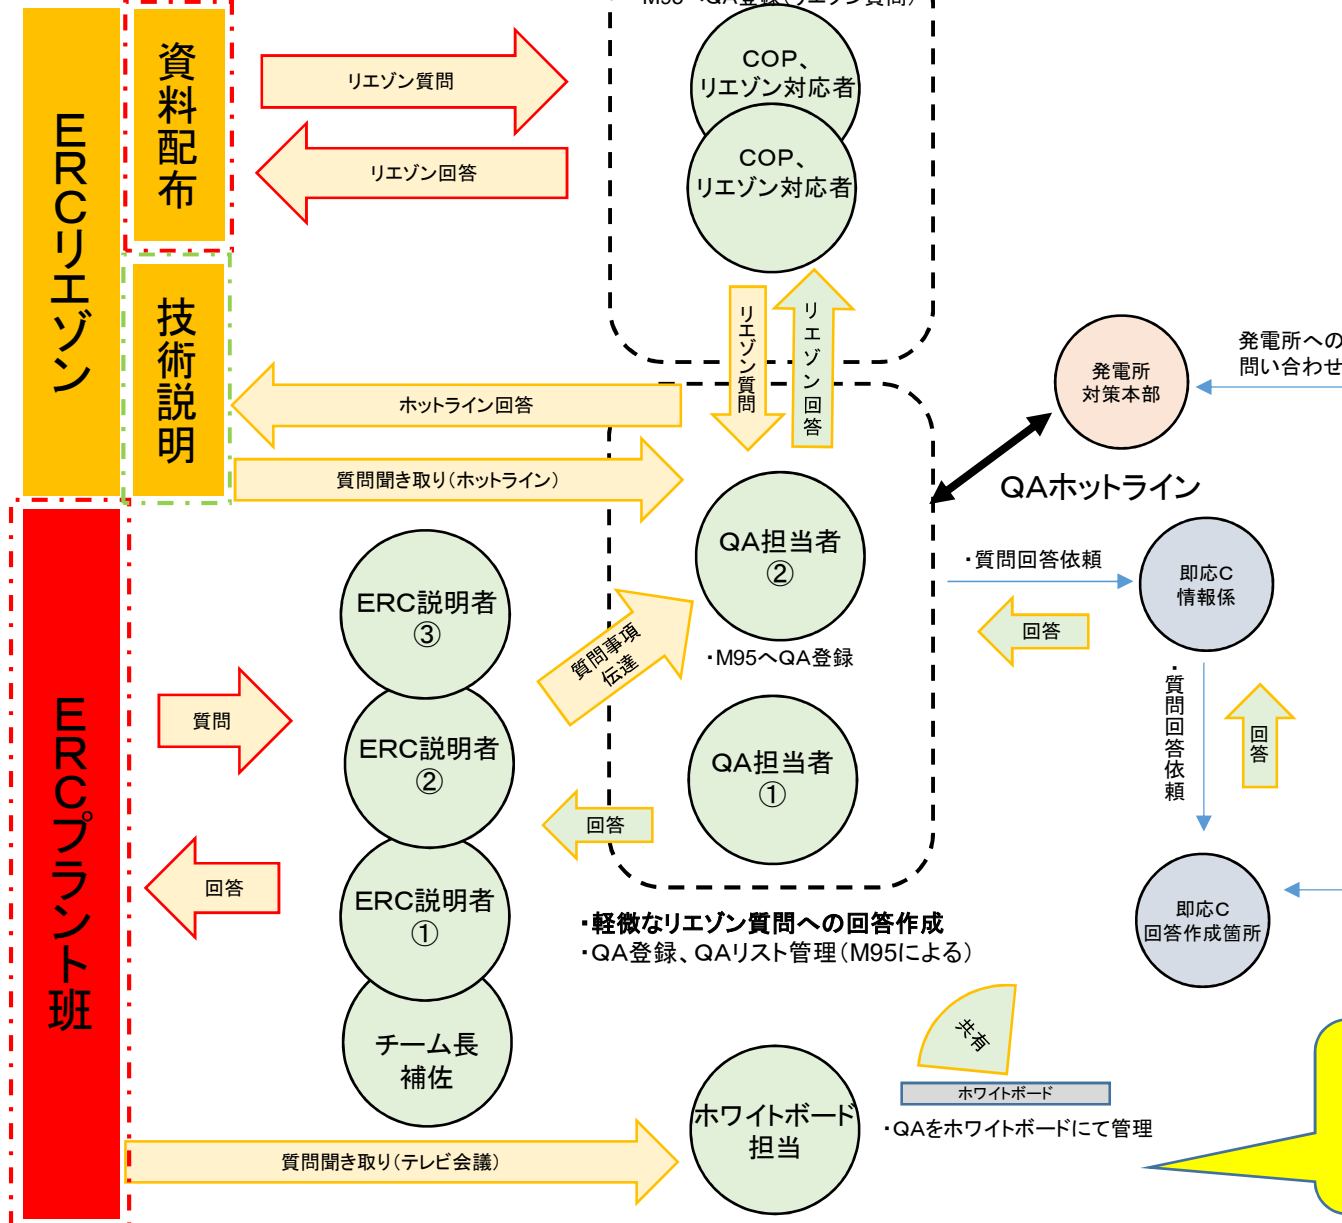 M95へQA登録(リエゾン質問)
ERCリエゾン
資料配布
リエゾン質問
リエゾン回答
COP、
リエゾン対応者
COP、
リエゾン対応者
技術説明
リエゾン質問
リエゾン回答
ホットライン回答
質問聞き取り(ホットライン)
発電所
対策本部
発電所への
問い合わせ
QAホットライン
QA担当者
②
・M95へQA登録
QA担当者
①
・質問回答依頼
回答
即応C
情報係
・質問回答依頼
回答
即応C
回答作成箇所
ERCプラント班
質問
回答
ERC説明者
③
ERC説明者
②
ERC説明者
①
チーム長
補佐
質問事項
伝達
回答
・軽微なリエゾン質問への回答作成
・QA登録、QAリスト管理(M95による)
共有
ホワイトボード
・QAをホワイトボードにて管理
ホワイトボード
担当
質問聞き取り(テレビ会議)